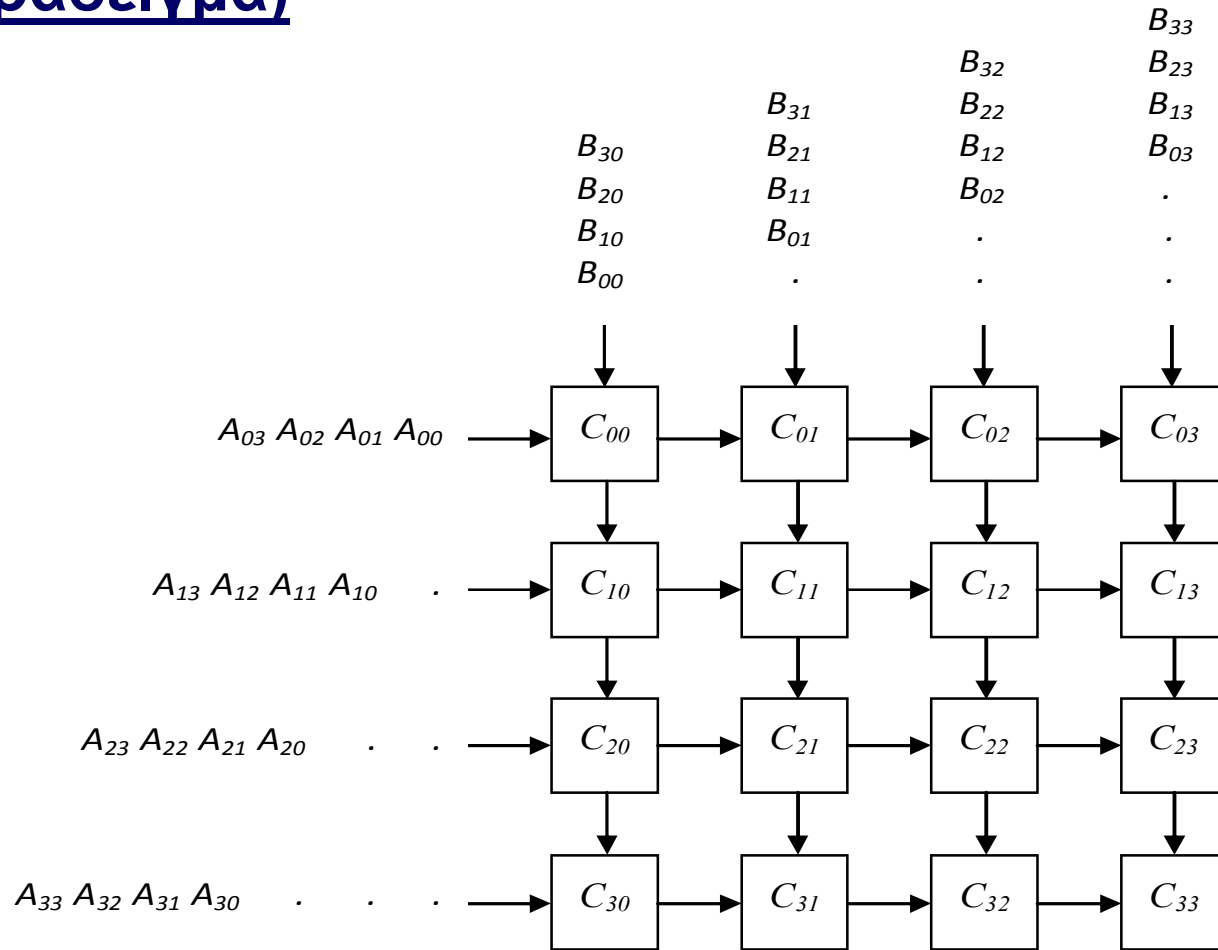 B₃₃
B₃₂ B₂₃
B₃₁ B₂₂ B₁₃
B₃₀ B₂₁ B₁₂ B₀₃
B₂₀ B₁₁ B₀₂ .
B₁₀ B₀₁ . .
B₀₀ . . .
A₀₃ A₀₂ A₀₁ A₀₀ C₀₀ C₀₁ C₀₂ C₀₃
A₁₃ A₁₂ A₁₁ A₁₀ . C₁₀ C₁₁ C₁₂ C₁₃
A₂₃ A₂₂ A₂₁ A₂₀ . . C₂₀ C₂₁ C₂₂ C₂₃
A₃₃ A₃₂ A₃₁ A₃₀ . . . C₃₀ C₃₁ C₃₂ C₃₃